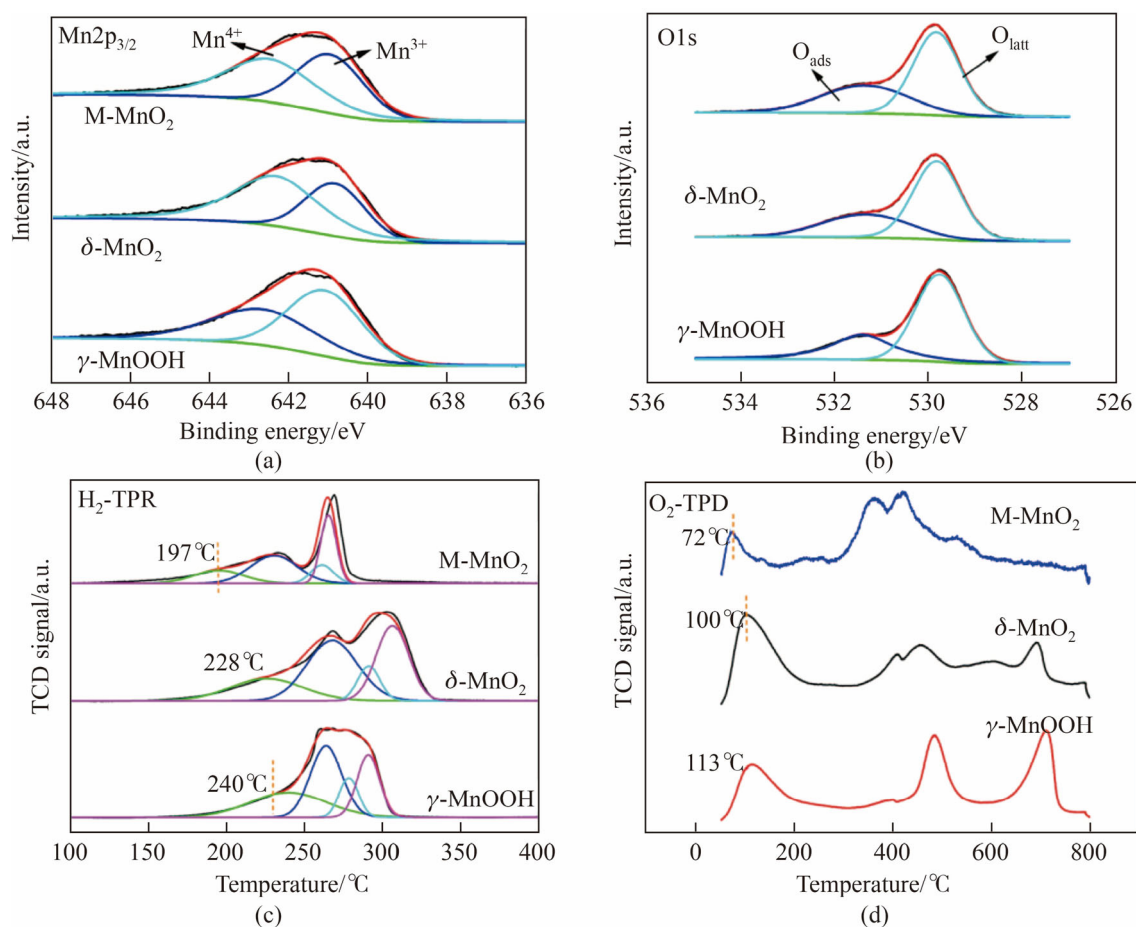 Mn2p3/2
Mn4+
Mn3+
M-MnO2
δ-MnO2
γ-MnOOH
Intensity/a.u.
648 646 644 642 640 638 636
Binding energy/eV
(a)
O1s
Oads
Olatt
M-MnO2
δ-MnO2
γ-MnOOH
Intensity/a.u.
536 534 532 530 528 526
Binding energy/eV
(b)
H2-TPR
197℃
M-MnO2
228℃
δ-MnO2
240℃
γ-MnOOH
TCD signal/a.u.
100 150 200 250 300 350 400
Temperature/℃
(c)
O2-TPD
M-MnO2
72℃
100℃
δ-MnO2
γ-MnOOH
113℃
TCD signal/a.u.
0 200 400 600 800
Temperature/℃
(d)